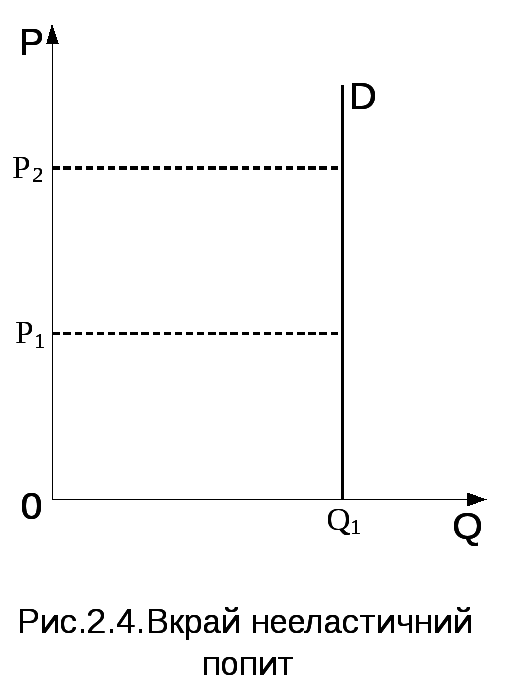 P
D
P₂
P₁
0
Q₁
Q
Рис.2.4.Вкрай нееластичний
попит